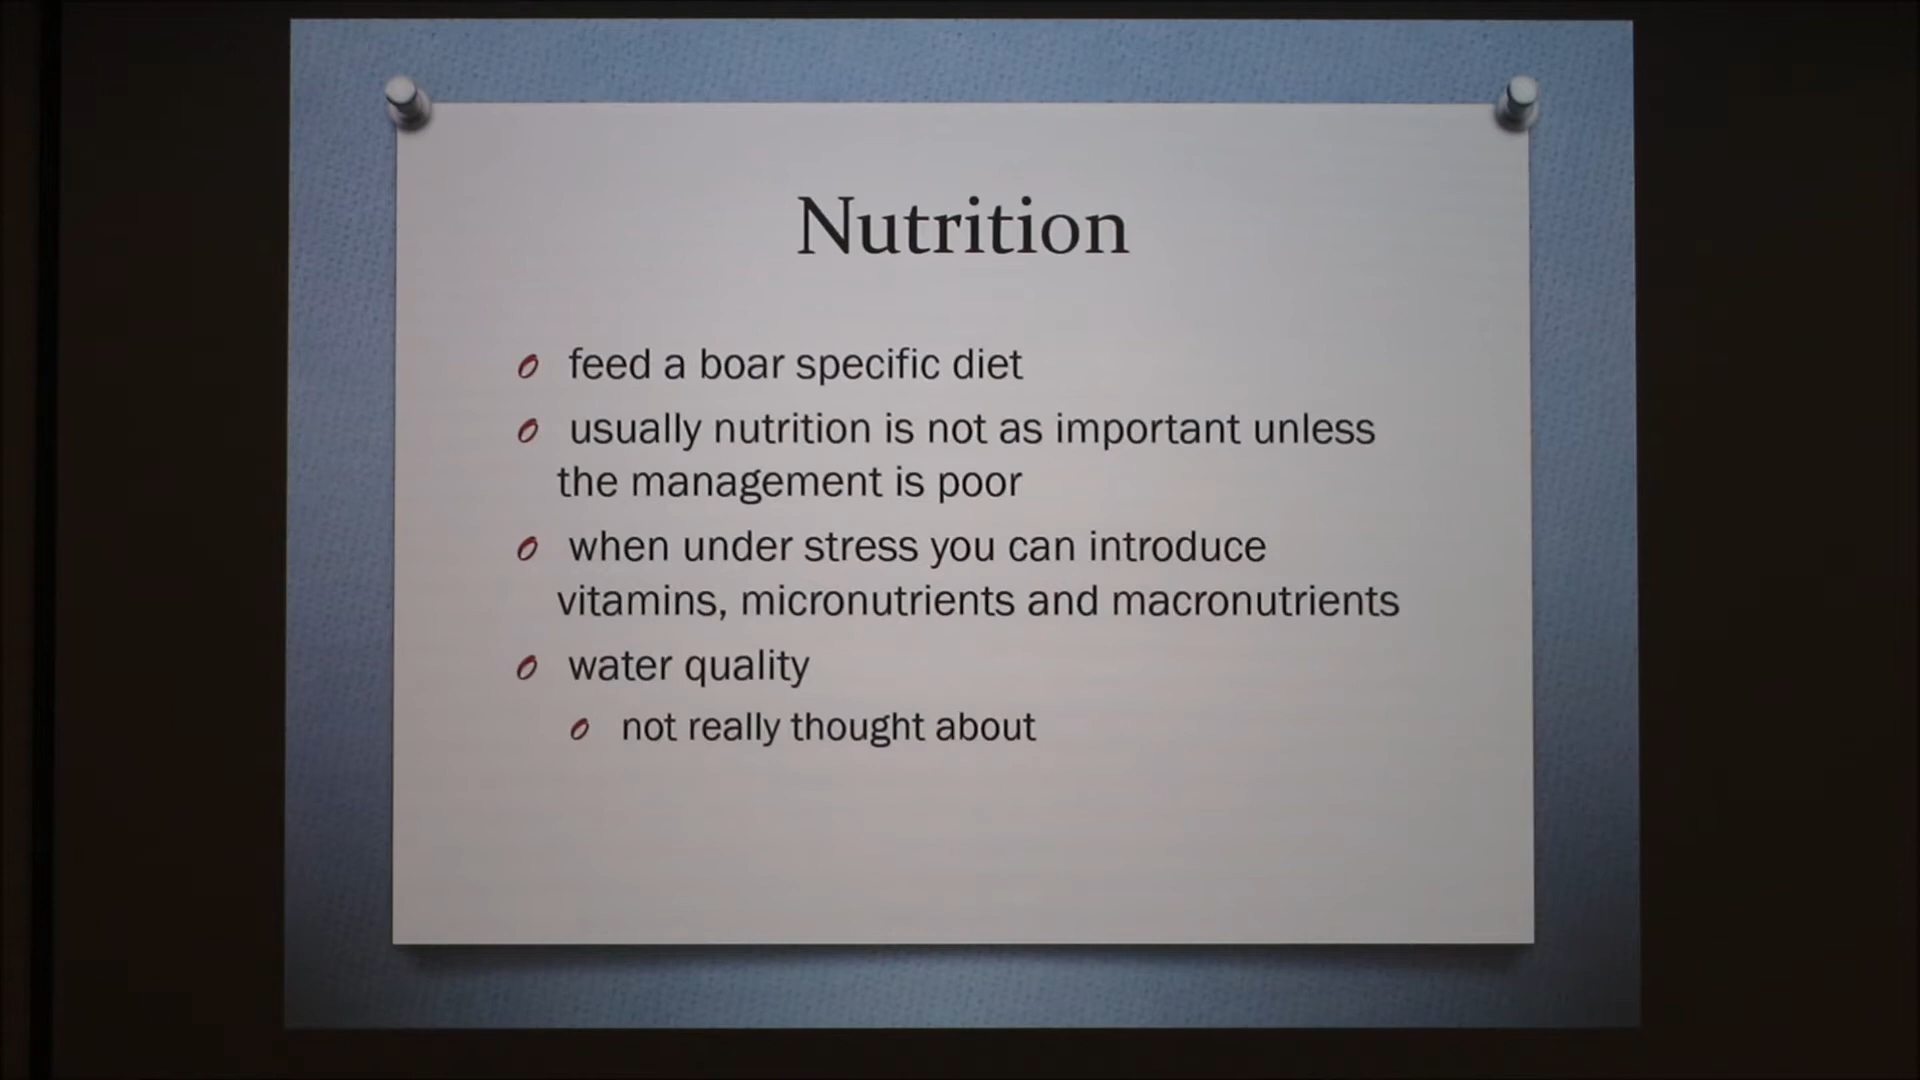 Nutrition
feed a boar specific diet
usually nutrition is not as important unless
the management is poor
when under stress you can introduce
vitamins, micronutrients and macronutrients
water quality
not really thought about